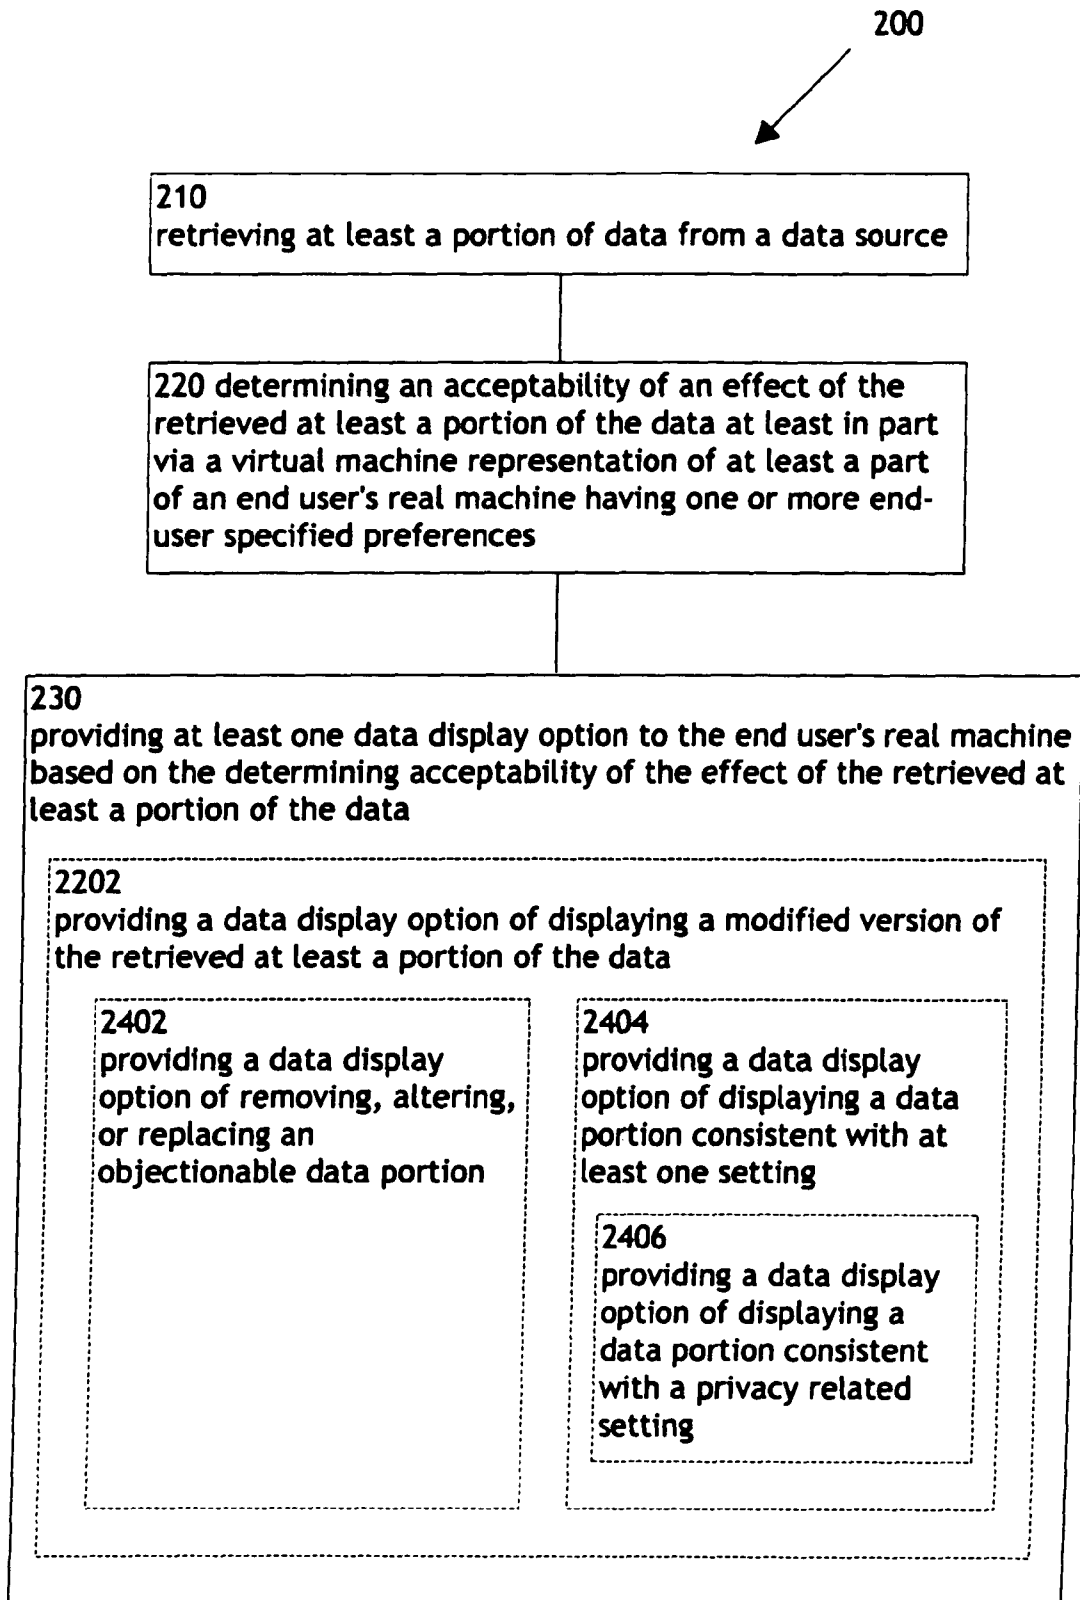 200
210
retrieving at least a portion of data from a data source
220 determining an acceptability of an effect of the
retrieved at least a portion of the data at least in part
via a virtual machine representation of at least a part
of an end user's real machine having one or more end-
user specified preferences
230
providing at least one data display option to the end user's real machine
based on the determining acceptability of the effect of the retrieved at
least a portion of the data
2202
providing a data display option of displaying a modified version of
the retrieved at least a portion of the data
2402
providing a data display
option of removing, altering,
or replacing an
objectionable data portion
2404
providing a data display
option of displaying a data
portion consistent with at
least one setting
2406
providing a data display
option of displaying a
data portion consistent
with a privacy related
setting